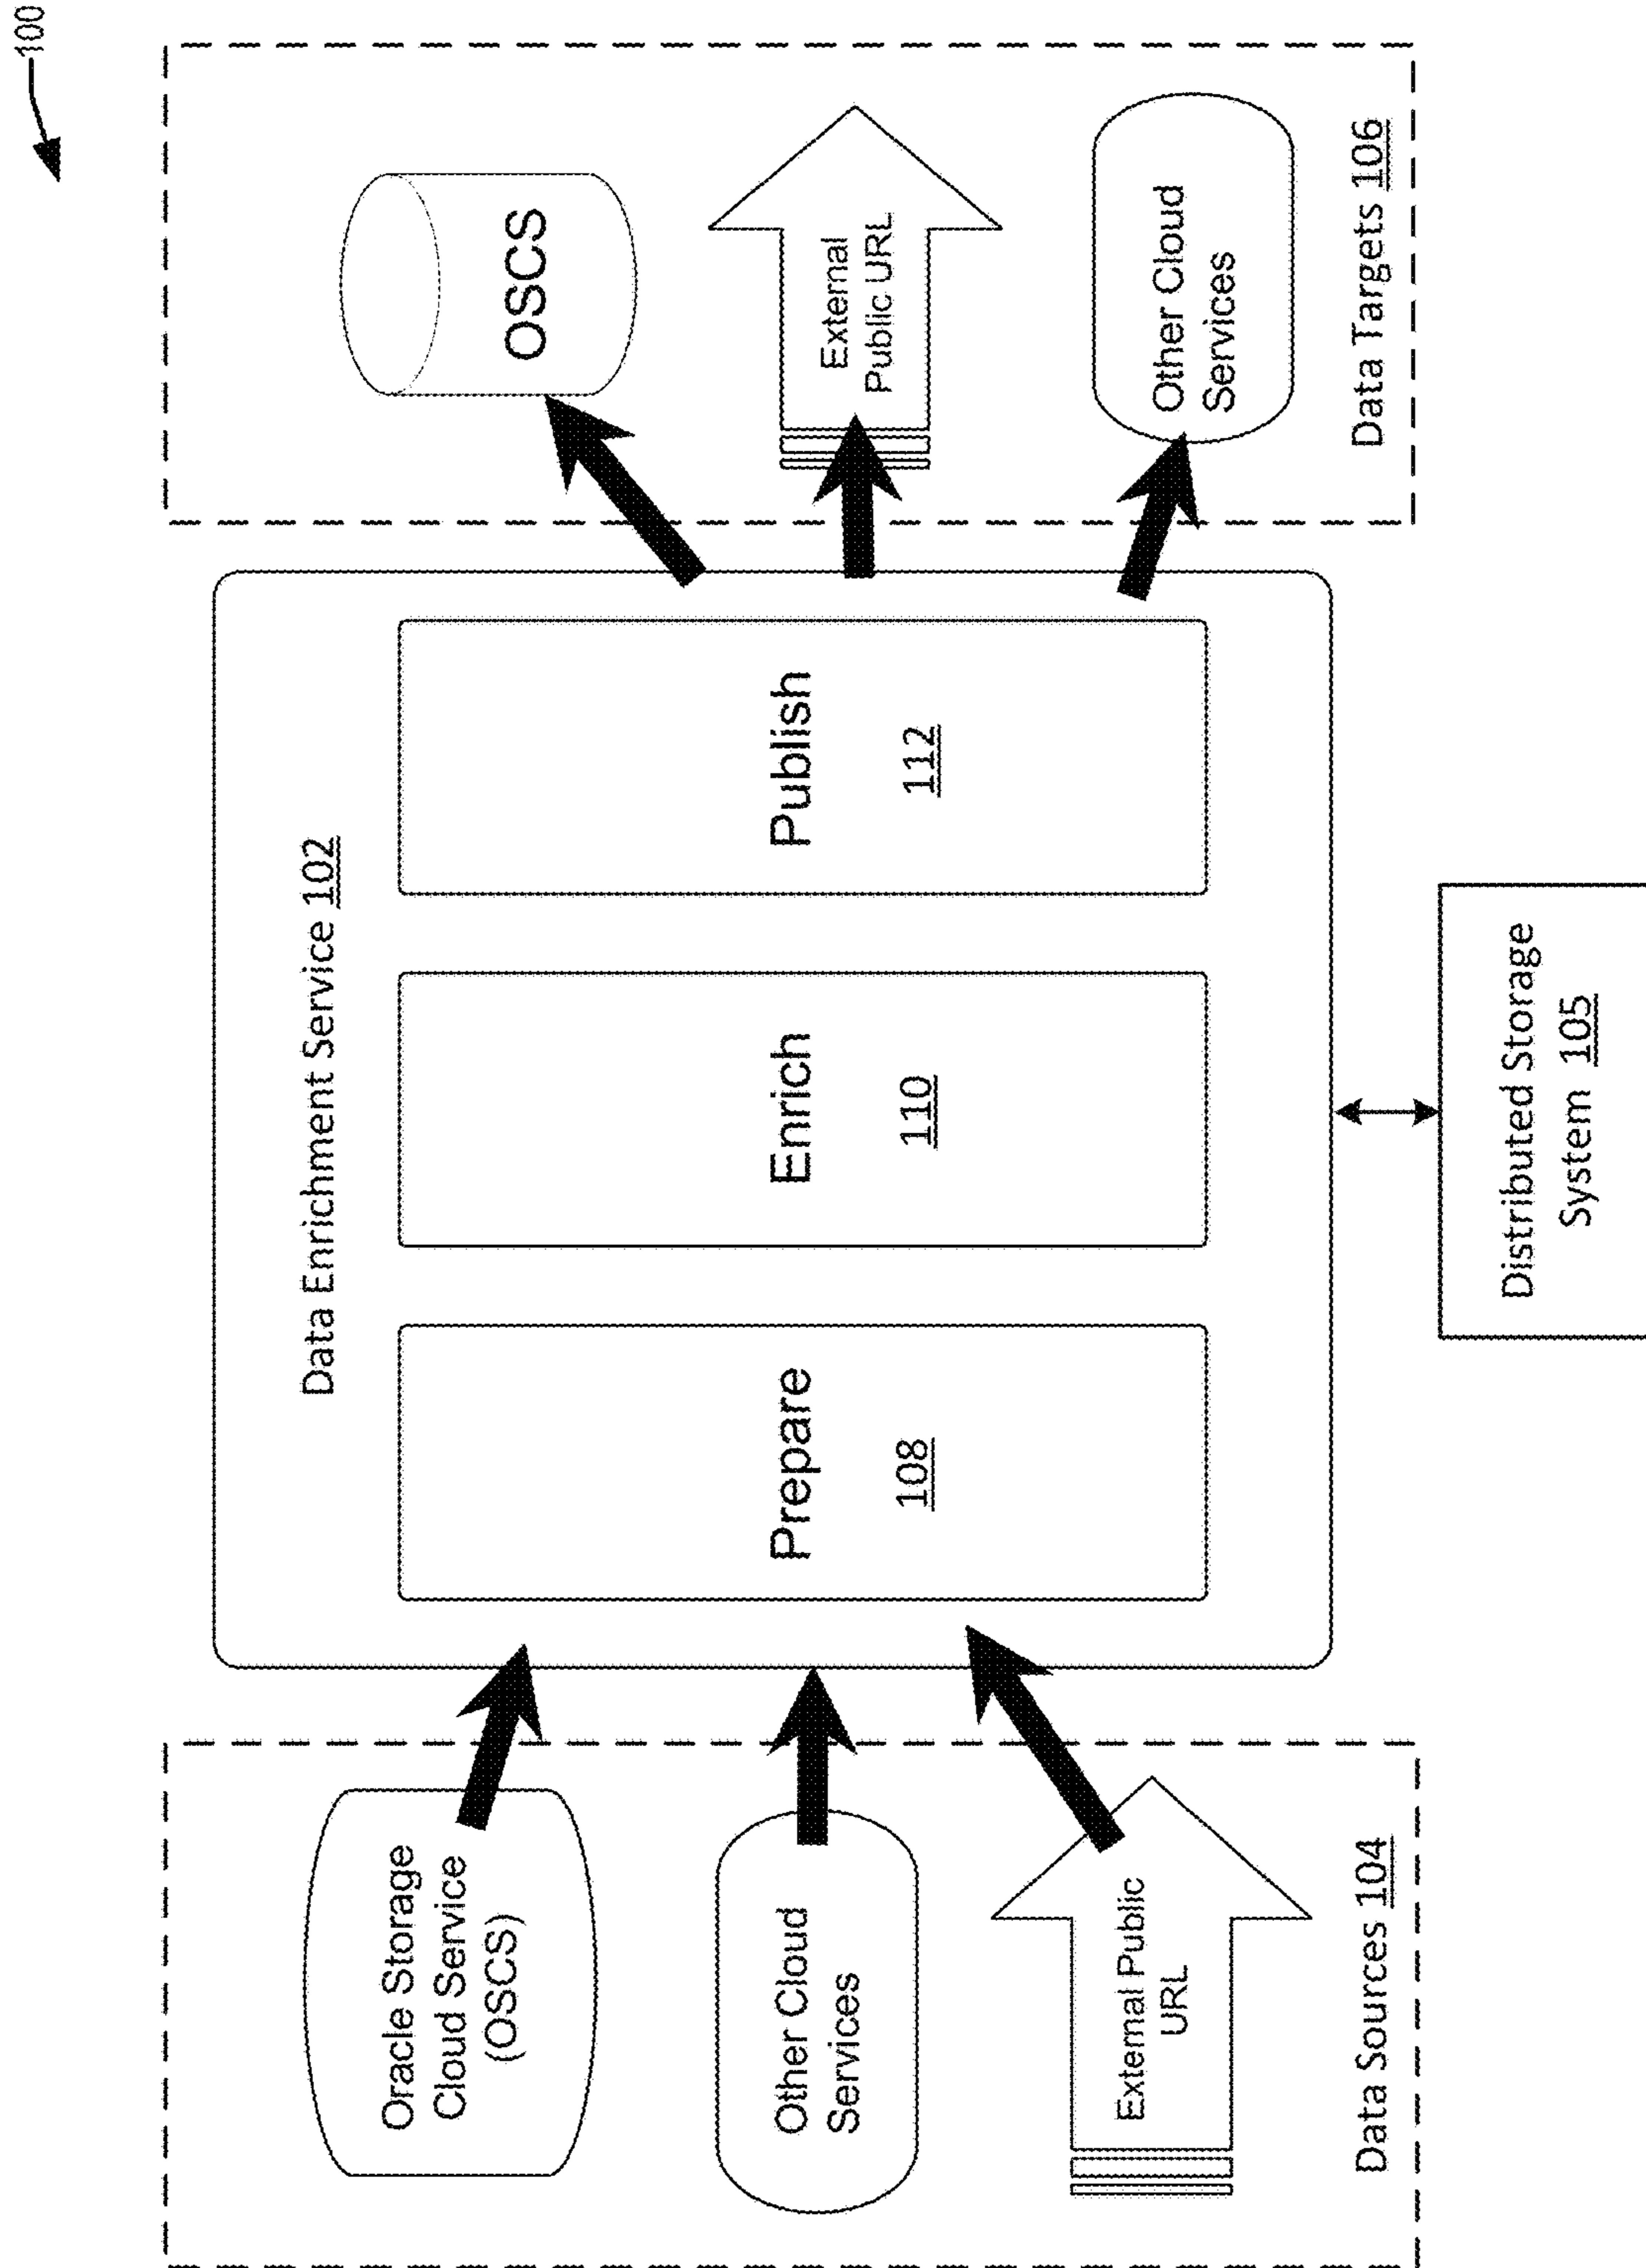 100
Data Enrichment Service 102
Oracle Storage
Cloud Service
(OSCS)
Other Cloud
Services
External Public
URL
Data Sources 104
Prepare
108
Enrich
110
Publish
112
OSCS
External
Public URL
Other Cloud
Services
Data Targets 106
Distributed Storage
System 105